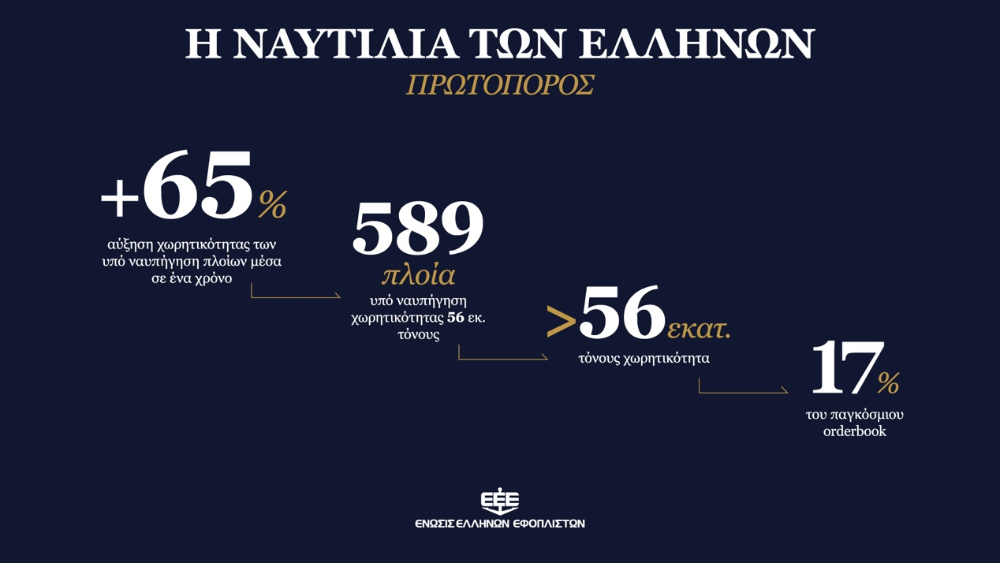 Η ΝΑΥΤΙΛΙΑ ΤΩΝ ΕΛΛΗΝΩΝ
ΠΡΩΤΟΠΟΡΟΣ
+65%
αύξηση χωρητικότητας των
υπό ναυπήγηση πλοίων μέσα
σε ένα χρόνο
589
πλοία
υπό ναυπήγηση
χωρητικότητας 56 εκ.
τόνους
>56 εκατ.
τόνους χωρητικότητα
17%
του παγκόσμιου
orderbook
ΕΕΕ
ΕΝΩΣΙΣ ΕΛΛΗΝΩΝ ΕΦΟΠΛΙΣΤΩΝ